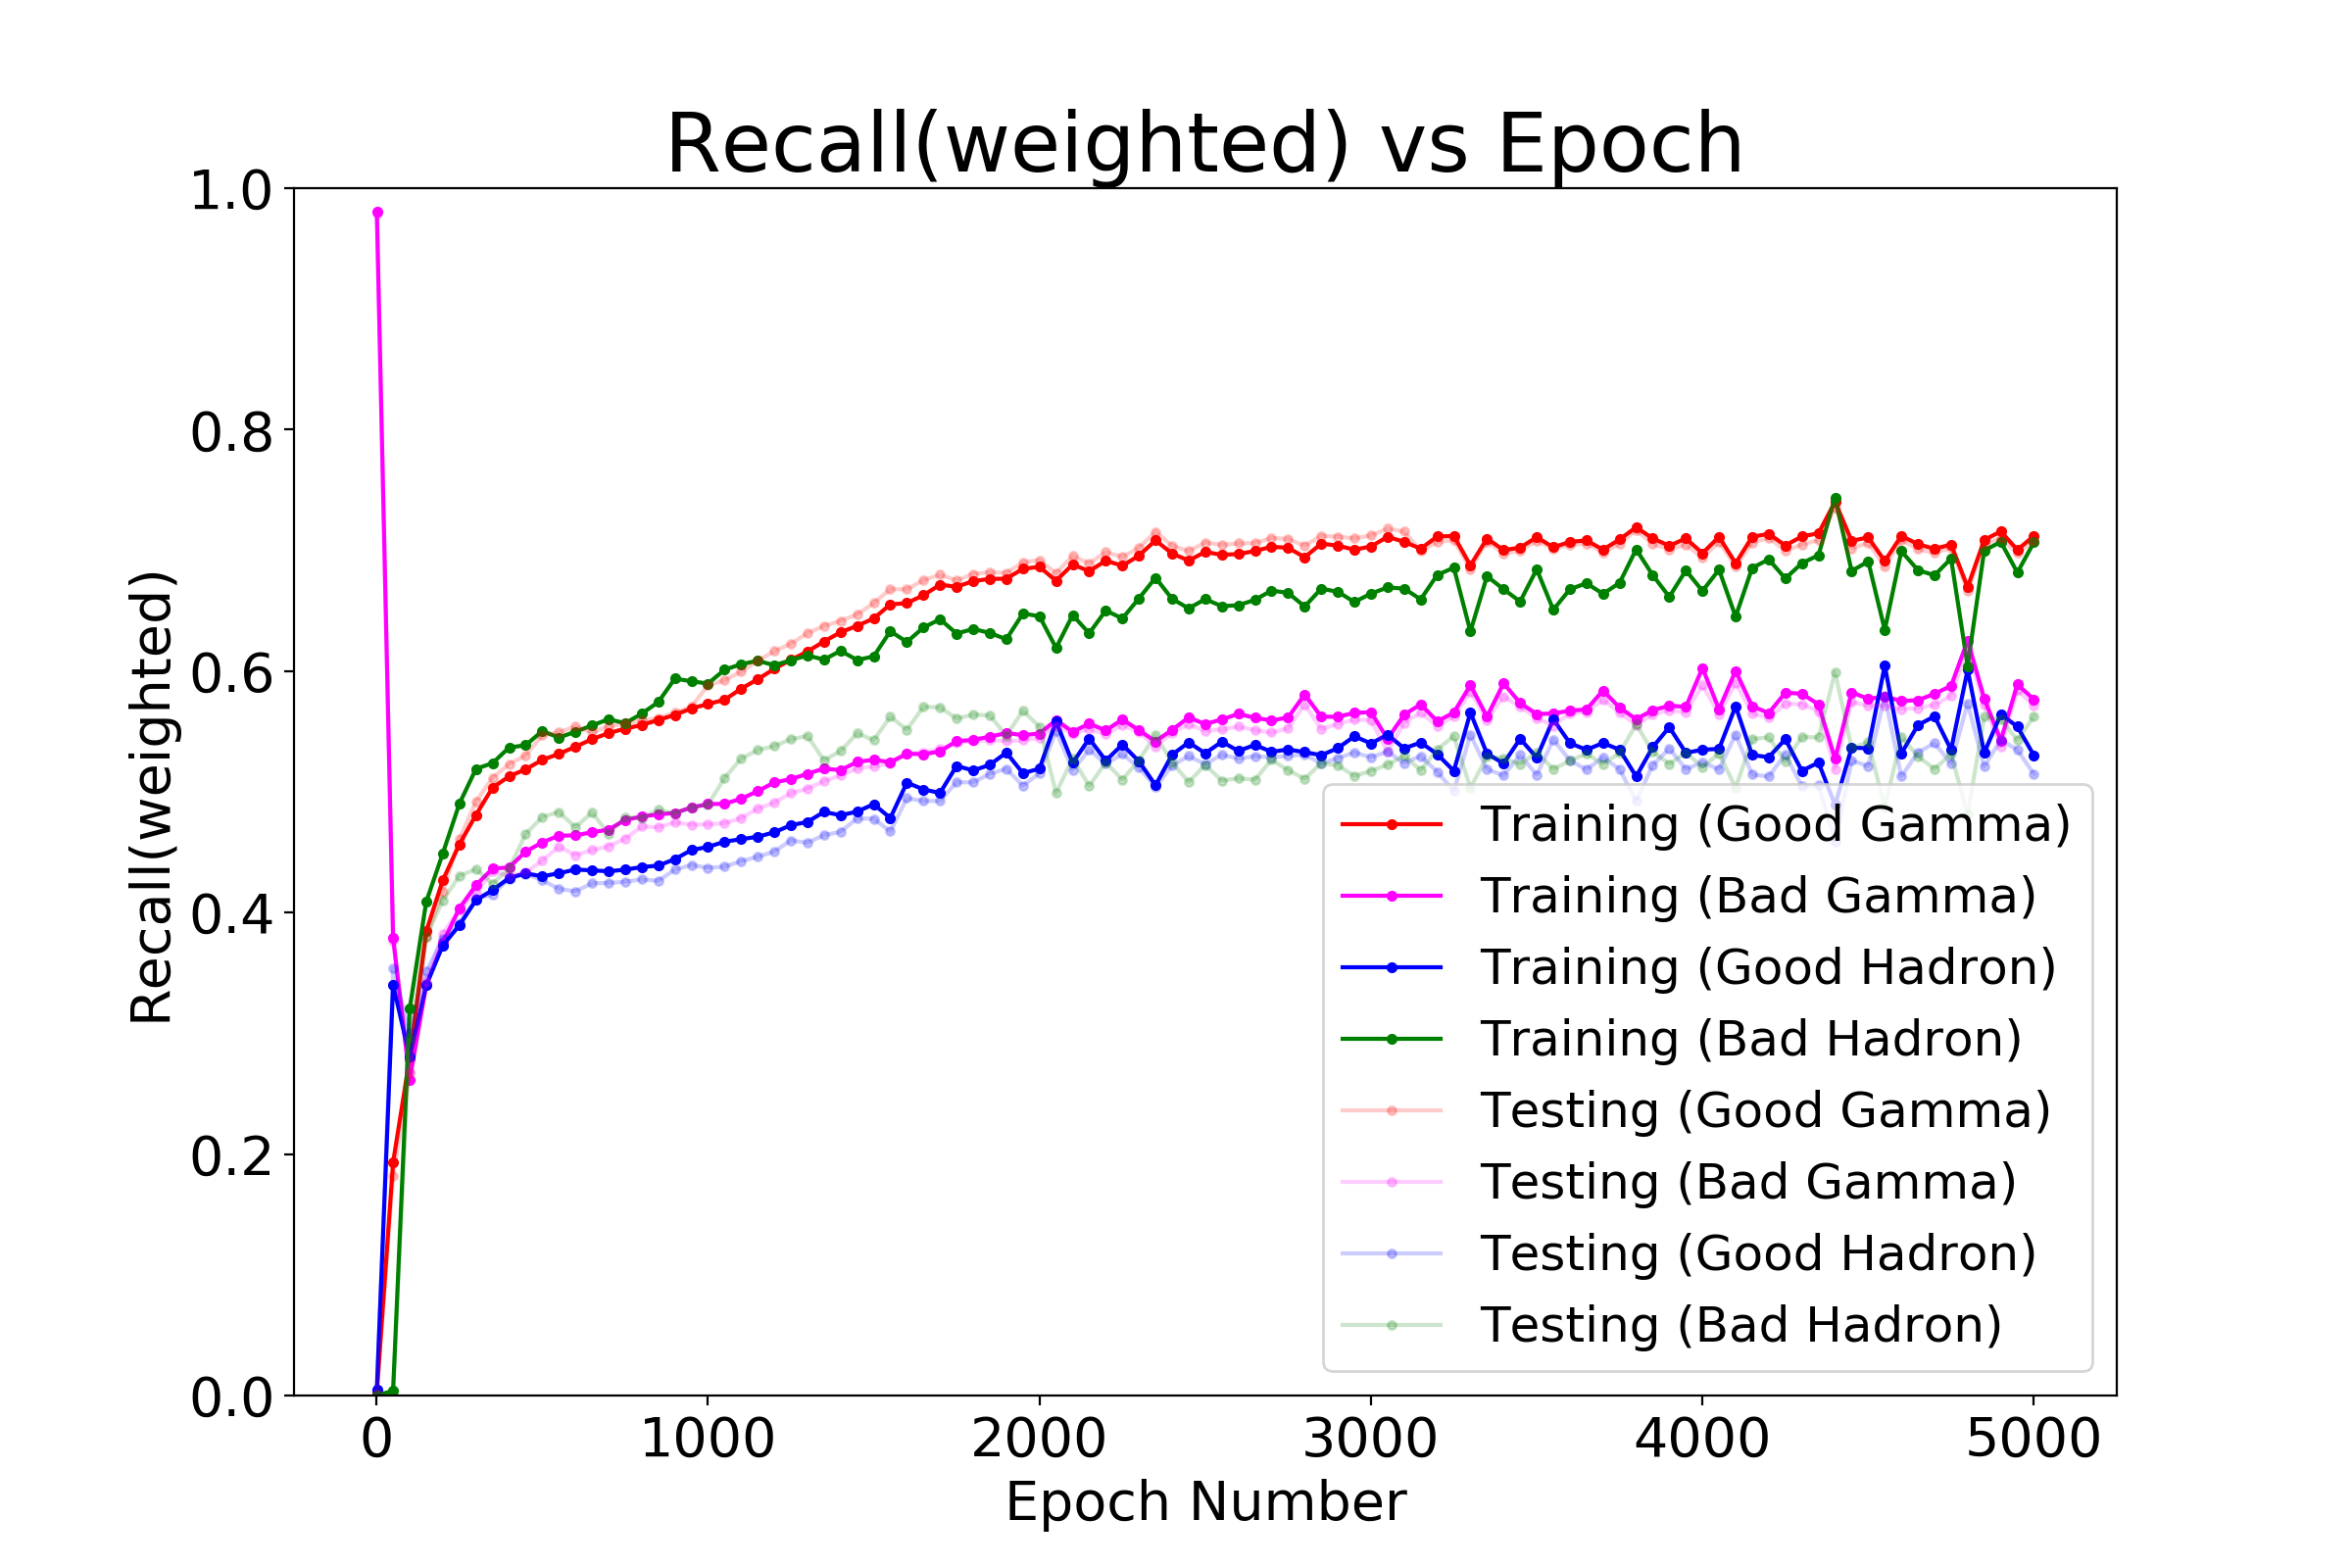 Recall(weighted) vs Epoch
1.0
0.8
0.6
0.4
0.2
0.0
Recall(weighted)
0 1000 2000 3000 4000 5000
Epoch Number
Training (Good Gamma)
Training (Bad Gamma)
Training (Good Hadron)
Training (Bad Hadron)
Testing (Good Gamma)
Testing (Bad Gamma)
Testing (Good Hadron)
Testing (Bad Hadron)